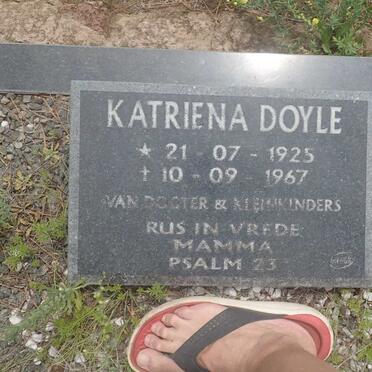 KATRIENA DOYLE
★ 21 - 07 - 1925
† 10 - 09 - 1967
VAN DOGTER & KLEINKINDERS
RUS IN VREDE
MAMMA
PSALM 23